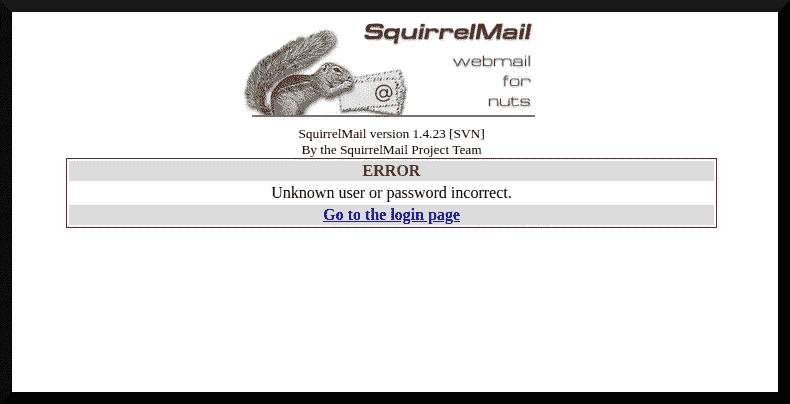 SquirrelMail
webmail
for
nuts
@
SquirrelMail version 1.4.23 [SVN]
By the SquirrelMail Project Team
ERROR
Unknown user or password incorrect.
Go to the login page